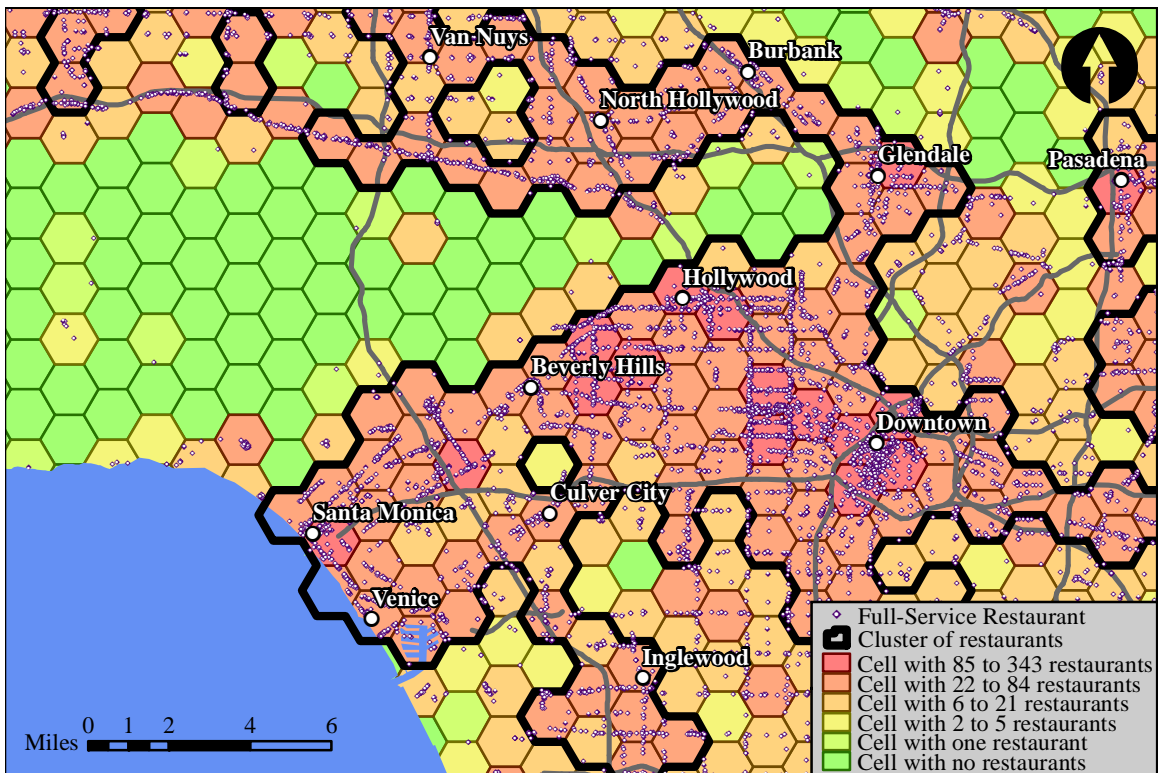 Van Nuys
Burbank
North Hollywood
Glendale
Pasadena
Hollywood
Beverly Hills
Downtown
Culver City
Santa Monica
Venice
Inglewood
Full-Service Restaurant
Cluster of restaurants
Cell with 85 to 343 restaurants
Cell with 22 to 84 restaurants
Cell with 6 to 21 restaurants
Cell with 2 to 5 restaurants
Cell with one restaurant
Cell with no restaurants
0 1 2 4 6
Miles